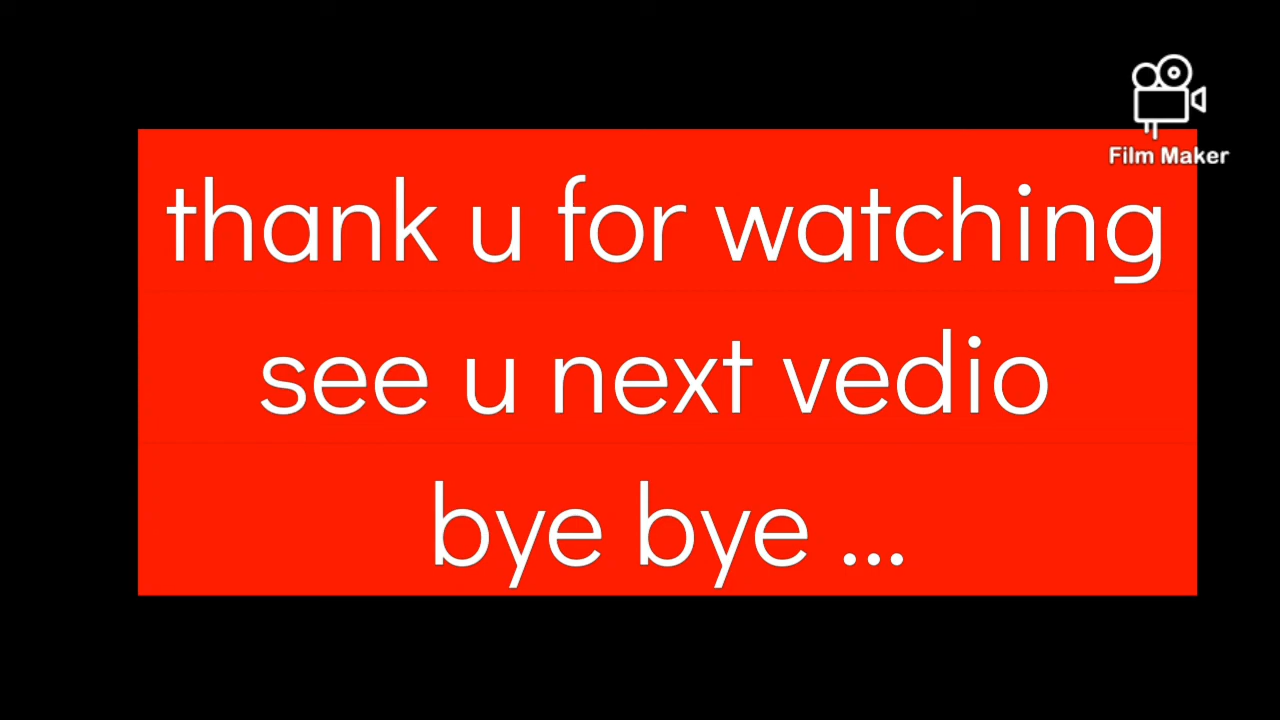 Film Maker
thank u for watching
see u next vedio
bye bye ...